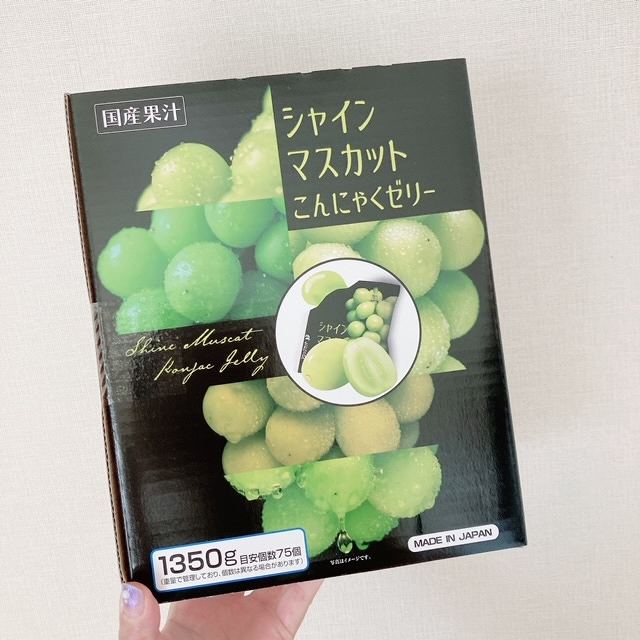 国産果汁
シャイン
マスカット
こんにゃくゼリー
Shine Muscat
Konjac Jelly
シャイン
マス
1350g 目安個数75個
(重量で管理しており、個数は異なる場合があります)
写真はイメージです。
MADE IN JAPAN